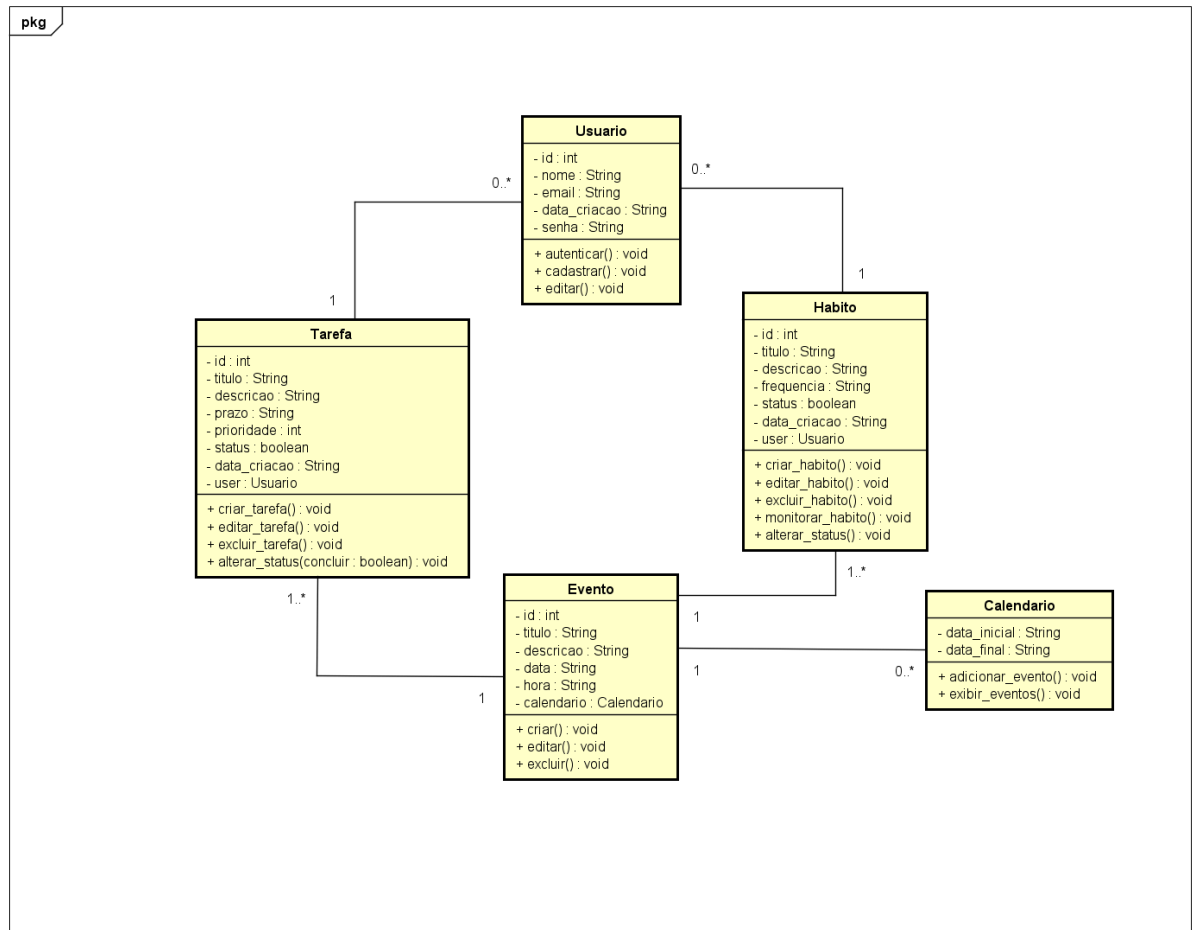 pkg
Usuario
- id : int
- nome : String
- email : String
- data_criacao : String
- senha : String
+ autenticar() : void
+ cadastrar() : void
+ editar() : void
0..*
0..*
1
1
Tarefa
- id : int
- titulo : String
- descricao : String
- prazo : String
- prioridade : int
- status : boolean
- data_criacao : String
- user : Usuario
+ criar_tarefa() : void
+ editar_tarefa() : void
+ excluir_tarefa() : void
+ alterar_status(concluir : boolean) : void
Habito
- id : int
- titulo : String
- descricao : String
- frequencia : String
- status : boolean
- data_criacao : String
- user : Usuario
+ criar_habito() : void
+ editar_habito() : void
+ excluir_habito() : void
+ monitorar_habito() : void
+ alterar_status() : void
1..*
1..*
1
1
1
0..*
Evento
- id : int
- titulo : String
- descricao : String
- data : String
- hora : String
- calendario : Calendario
+ criar() : void
+ editar() : void
+ excluir() : void
Calendario
- data_inicial : String
- data_final : String
+ adicionar_evento() : void
+ exibir_eventos() : void